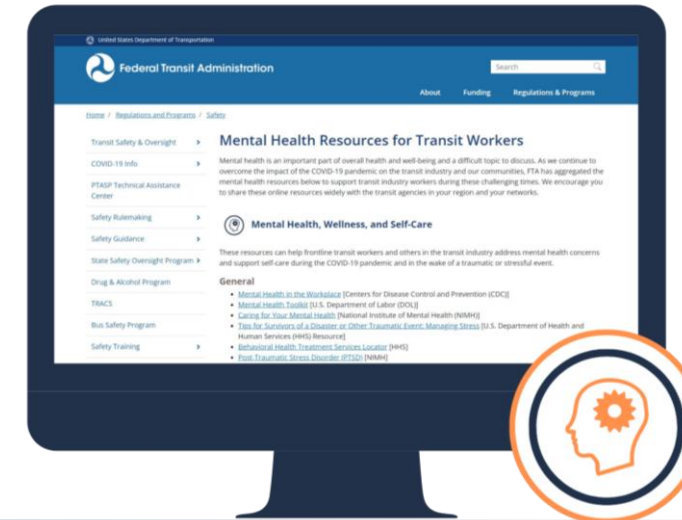 United States Department of Transportation
Federal Transit Administration
Search
About Funding Regulations & Programs
Home / Regulations and Programs / Safety
Transit Safety & Oversight
COVID-19 Info
PTASP Technical Assistance
Center
Safety Rulemaking
Safety Guidance
State Safety Oversight Program
Drug & Alcohol Program
TRACS
Bus Safety Program
Safety Training
Mental Health Resources for Transit Workers
Mental health is an important part of overall health and well-being and a difficult topic to discuss. As we continue to
overcome the impact of the COVID-19 pandemic on the transit industry and our communities, FTA has aggregated the
mental health resources below to support transit industry workers during these challenging times. We encourage you
to share these online resources widely with the transit agencies in your region and your networks.
Mental Health, Wellness, and Self-Care
These resources can help frontline transit workers and others in the transit industry address mental health concerns
and support self-care during the COVID-19 pandemic and in the wake of a traumatic or stressful event.
General
Mental Health in the Workplace [Centers for Disease Control and Prevention (CDC)]
Mental Health Toolkit [U.S. Department of Labor (DOL)]
Caring for Your Mental Health [National Institute of Mental Health (NIMH)]
Tips for Survivors of a Disaster or Other Traumatic Event: Managing Stress [U.S. Department of Health and
Human Services (HHS) Resource]
Behavioral Health Treatment Services Locator [HHS]
Post Traumatic Stress Disorder (PTSD) [NIMH]